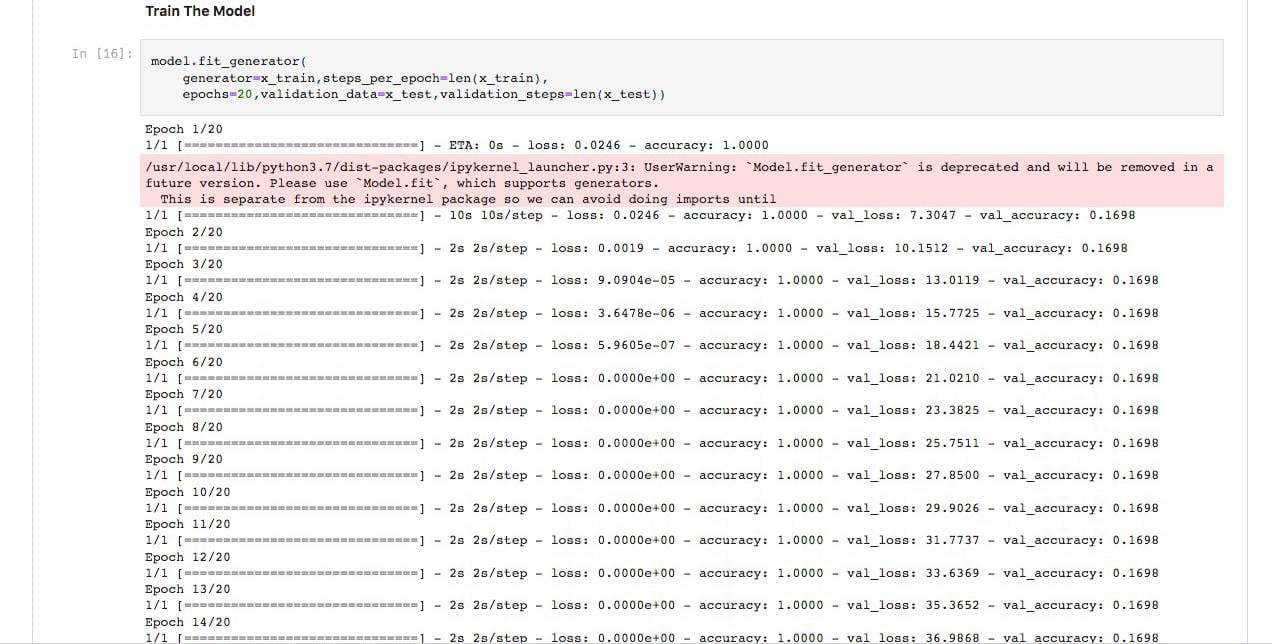 Train The Model
In [16]:
model.fit_generator(
generator=x_train,steps_per_epoch=len(x_train),
epochs=20,validation_data=x_test,validation_steps=len(x_test))
Epoch 1/20
1/1 [==============================] - ETA: 0s - loss: 0.0246 - accuracy: 1.0000
/usr/local/lib/python3.7/dist-packages/ipykernel_launcher.py:3: UserWarning: `Model.fit_generator` is deprecated and will be removed in a
future version. Please use `Model.fit`, which supports generators.
This is separate from the ipykernel package so we can avoid doing imports until
1/1 [==============================] - 10s 10s/step - loss: 0.0246 - accuracy: 1.0000 - val_loss: 7.3047 - val_accuracy: 0.1698
Epoch 2/20
1/1 [==============================] - 2s 2s/step - loss: 0.0019 - accuracy: 1.0000 - val_loss: 10.1512 - val_accuracy: 0.1698
Epoch 3/20
1/1 [==============================] - 2s 2s/step - loss: 9.0904e-05 - accuracy: 1.0000 - val_loss: 13.0119 - val_accuracy: 0.1698
Epoch 4/20
1/1 [==============================] - 2s 2s/step - loss: 3.6478e-06 - accuracy: 1.0000 - val_loss: 15.7725 - val_accuracy: 0.1698
Epoch 5/20
1/1 [==============================] - 2s 2s/step - loss: 5.9605e-07 - accuracy: 1.0000 - val_loss: 18.4421 - val_accuracy: 0.1698
Epoch 6/20
1/1 [==============================] - 2s 2s/step - loss: 0.0000e+00 - accuracy: 1.0000 - val_loss: 21.0210 - val_accuracy: 0.1698
Epoch 7/20
1/1 [==============================] - 2s 2s/step - loss: 0.0000e+00 - accuracy: 1.0000 - val_loss: 23.3825 - val_accuracy: 0.1698
Epoch 8/20
1/1 [==============================] - 2s 2s/step - loss: 0.0000e+00 - accuracy: 1.0000 - val_loss: 25.7511 - val_accuracy: 0.1698
Epoch 9/20
1/1 [==============================] - 2s 2s/step - loss: 0.0000e+00 - accuracy: 1.0000 - val_loss: 27.8500 - val_accuracy: 0.1698
Epoch 10/20
1/1 [==============================] - 2s 2s/step - loss: 0.0000e+00 - accuracy: 1.0000 - val_loss: 29.9026 - val_accuracy: 0.1698
Epoch 11/20
1/1 [==============================] - 2s 2s/step - loss: 0.0000e+00 - accuracy: 1.0000 - val_loss: 31.7737 - val_accuracy: 0.1698
Epoch 12/20
1/1 [==============================] - 2s 2s/step - loss: 0.0000e+00 - accuracy: 1.0000 - val_loss: 33.6369 - val_accuracy: 0.1698
Epoch 13/20
1/1 [==============================] - 2s 2s/step - loss: 0.0000e+00 - accuracy: 1.0000 - val_loss: 35.3652 - val_accuracy: 0.1698
Epoch 14/20
1/1 [==============================] - 2s 2s/step - loss: 0.0000e+00 - accuracy: 1.0000 - val_loss: 36.9868 - val_accuracy: 0.1698